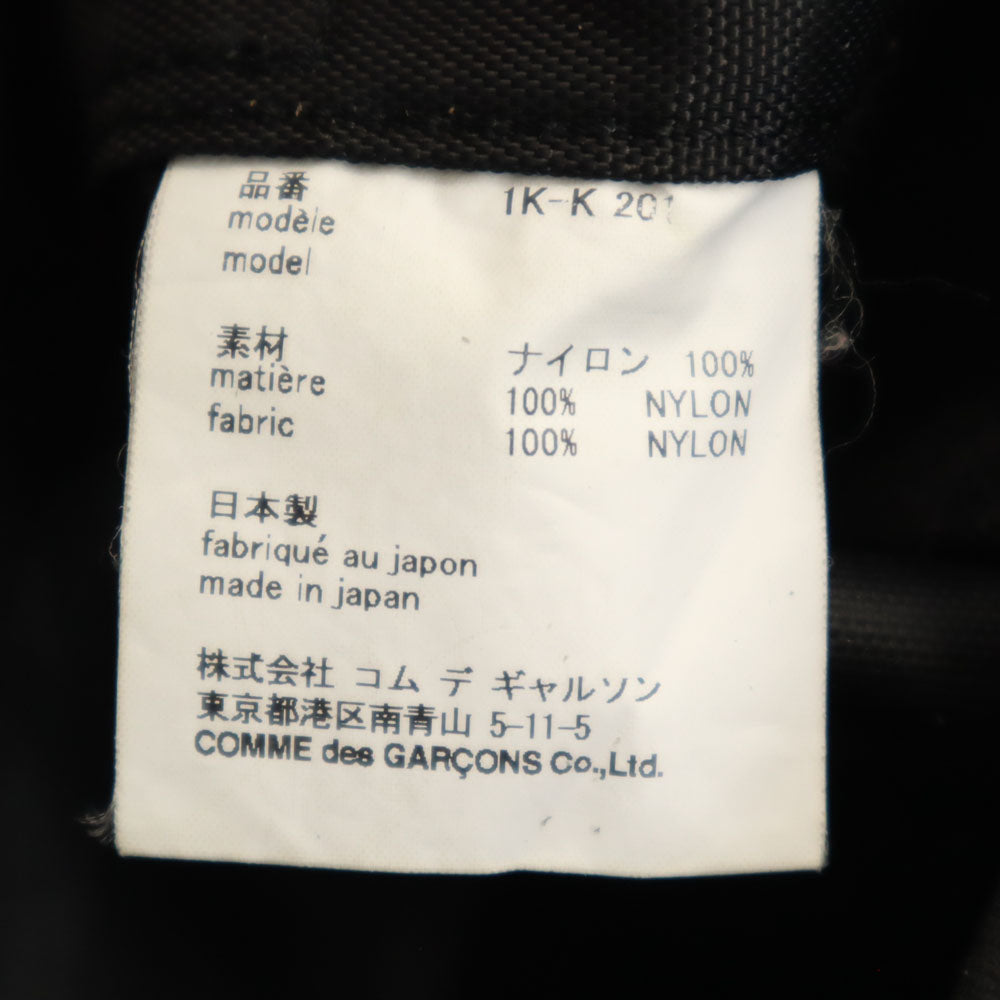 品番 1K-K 201
modèle
model
素材 ナイロン 100%
matière 100% NYLON
fabric 100% NYLON
日本製
fabriqué au japon
made in japan
株式会社 コム デ ギャルソン
東京都港区南青山 5-11-5
COMME des GARÇONS Co.,Ltd.